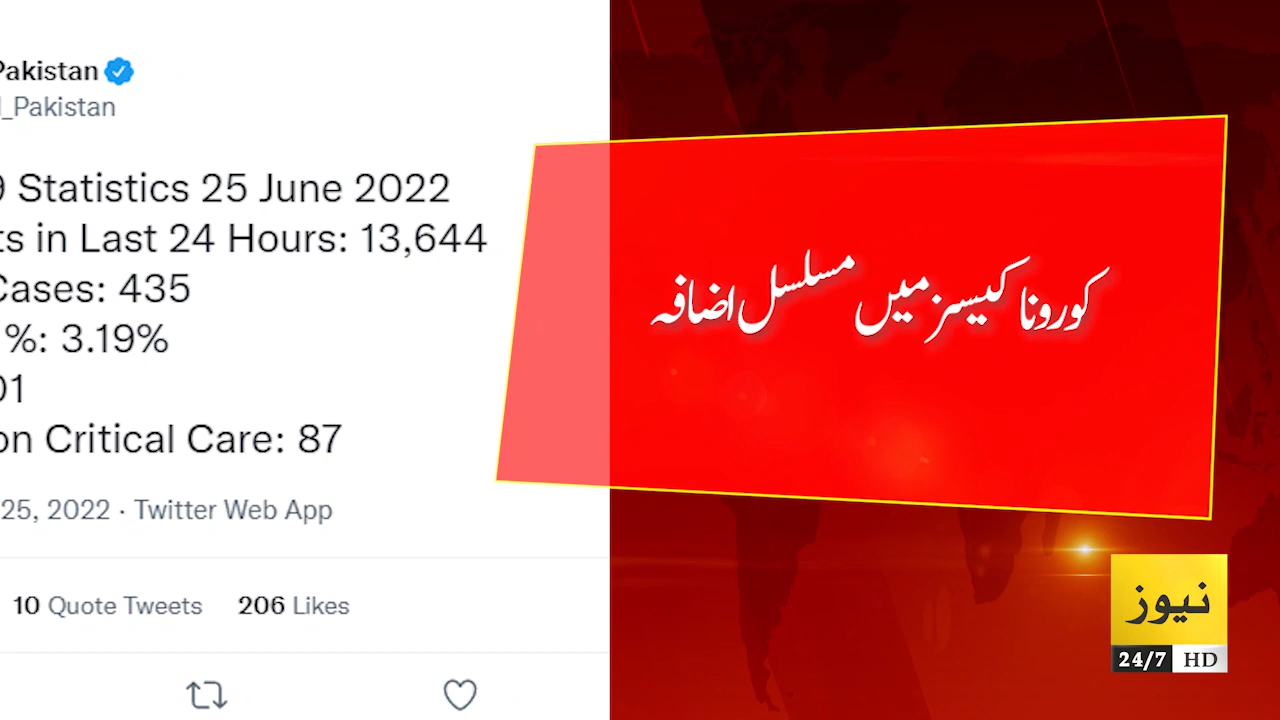 Pakistan
_Pakistan
Statistics 25 June 2022
in Last 24 Hours: 13,644
Cases: 435
%: 3.19%
on Critical Care: 87
25, 2022 · Twitter Web App
10 Quote Tweets 206 Likes
کورونا کیسز میں مسلسل اضافہ
نیوز
24/7 HD